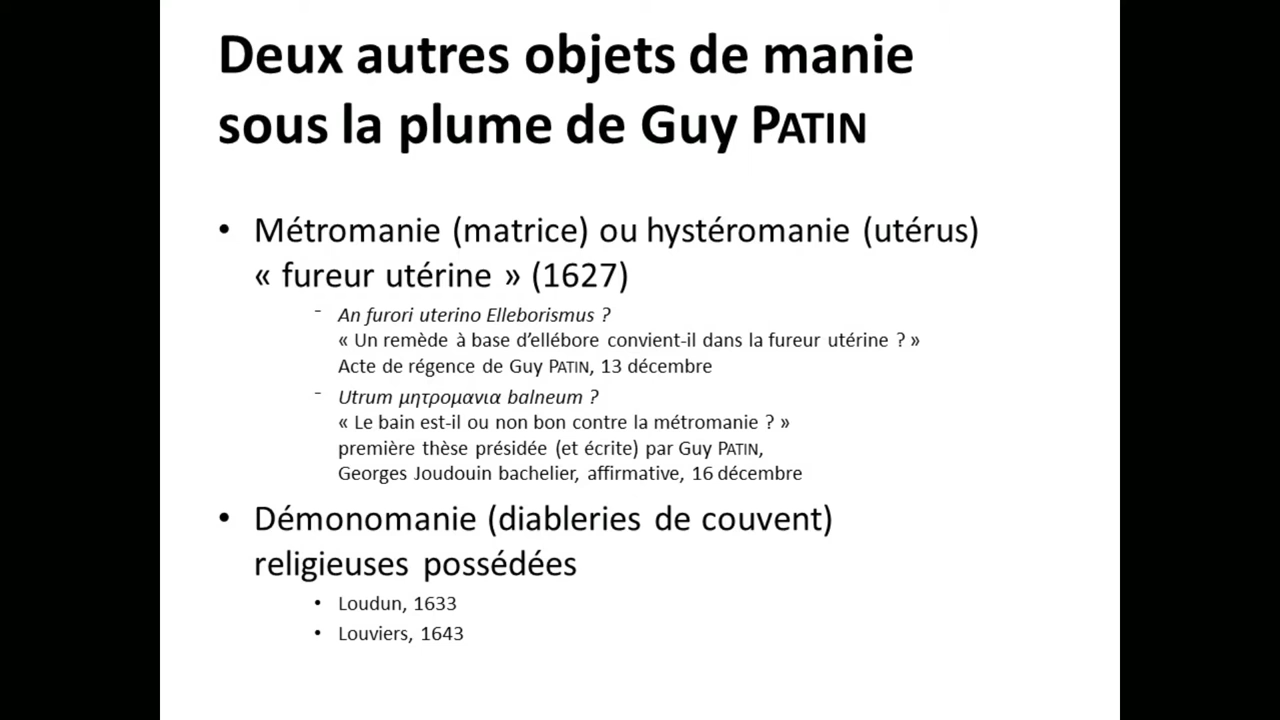 Deux autres objets de manie
sous la plume de Guy PATIN
• Métromanie (matrice) ou hystéromanie (utérus)
« fureur utérine » (1627)
⁻ An furori uterino Elleborismus ?
« Un remède à base d’ellébore convient-il dans la fureur utérine ? »
Acte de régence de Guy PATIN, 13 décembre
⁻ Utrum μητρομανια balneum ?
« Le bain est-il ou non bon contre la métromanie ? »
première thèse présidée (et écrite) par Guy PATIN,
Georges Joudouin bachelier, affirmative, 16 décembre
• Démonomanie (diableries de couvent)
religieuses possédées
• Loudun, 1633
• Louviers, 1643